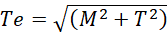 Te = √(M² + T²)